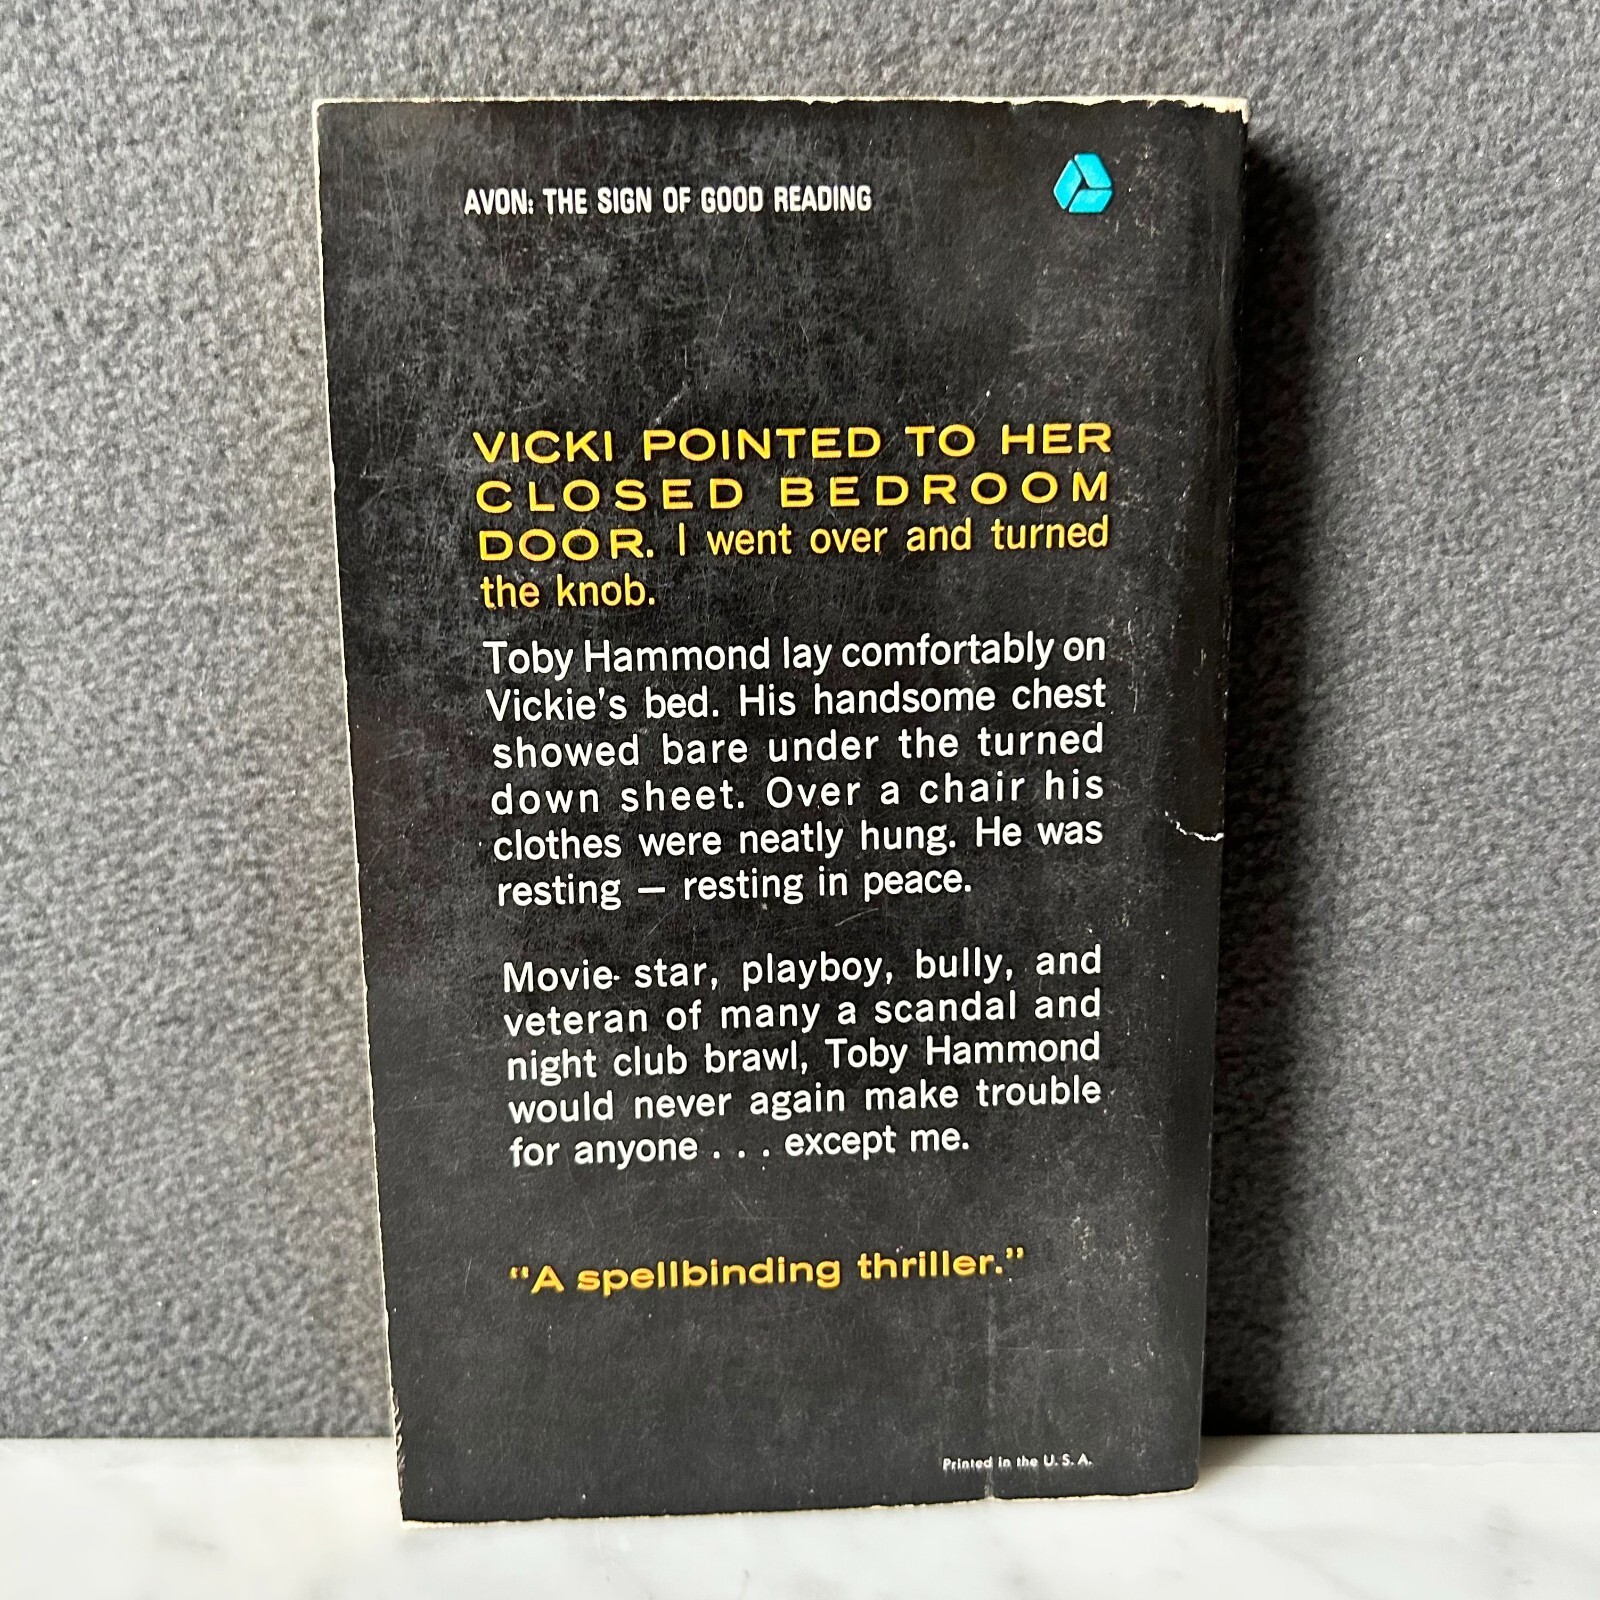 AVON: THE SIGN OF GOOD READING
VICKI POINTED TO HER
CLOSED BEDROOM
DOOR. I went over and turned
the knob.
Toby Hammond lay comfortably on
Vickie's bed. His handsome chest
showed bare under the turned
down sheet. Over a chair his
clothes were neatly hung. He was
resting — resting in peace.
Movie star, playboy, bully, and
veteran of many a scandal and
night club brawl, Toby Hammond
would never again make trouble
for anyone . . . except me.
"A spellbinding thriller."
Printed in the U. S. A.